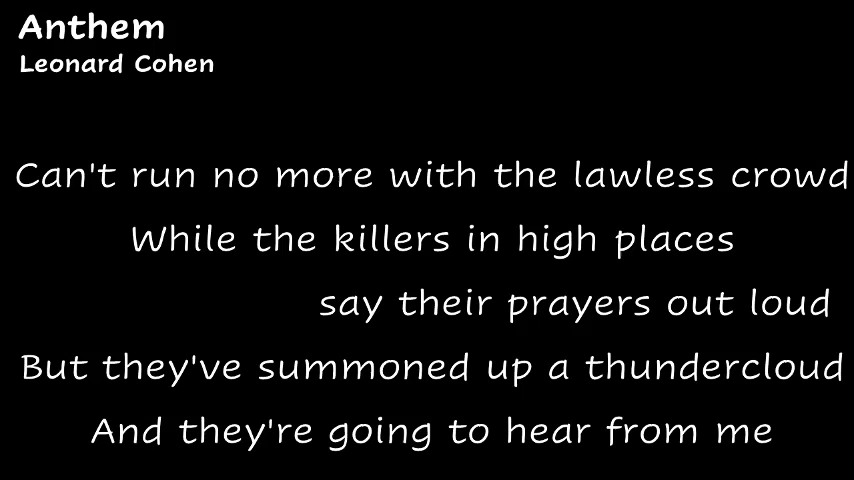 Anthem
Leonard Cohen
Can't run no more with the lawless crowd
While the killers in high places
say their prayers out loud
But they've summoned up a thundercloud
And they're going to hear from me